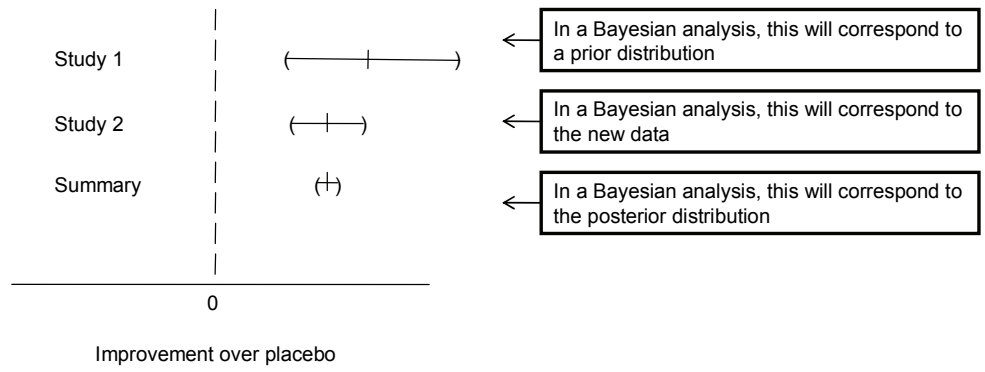 Study 1
In a Bayesian analysis, this will correspond to
a prior distribution
Study 2
In a Bayesian analysis, this will correspond to
the new data
Summary
In a Bayesian analysis, this will correspond to
the posterior distribution
0
Improvement over placebo